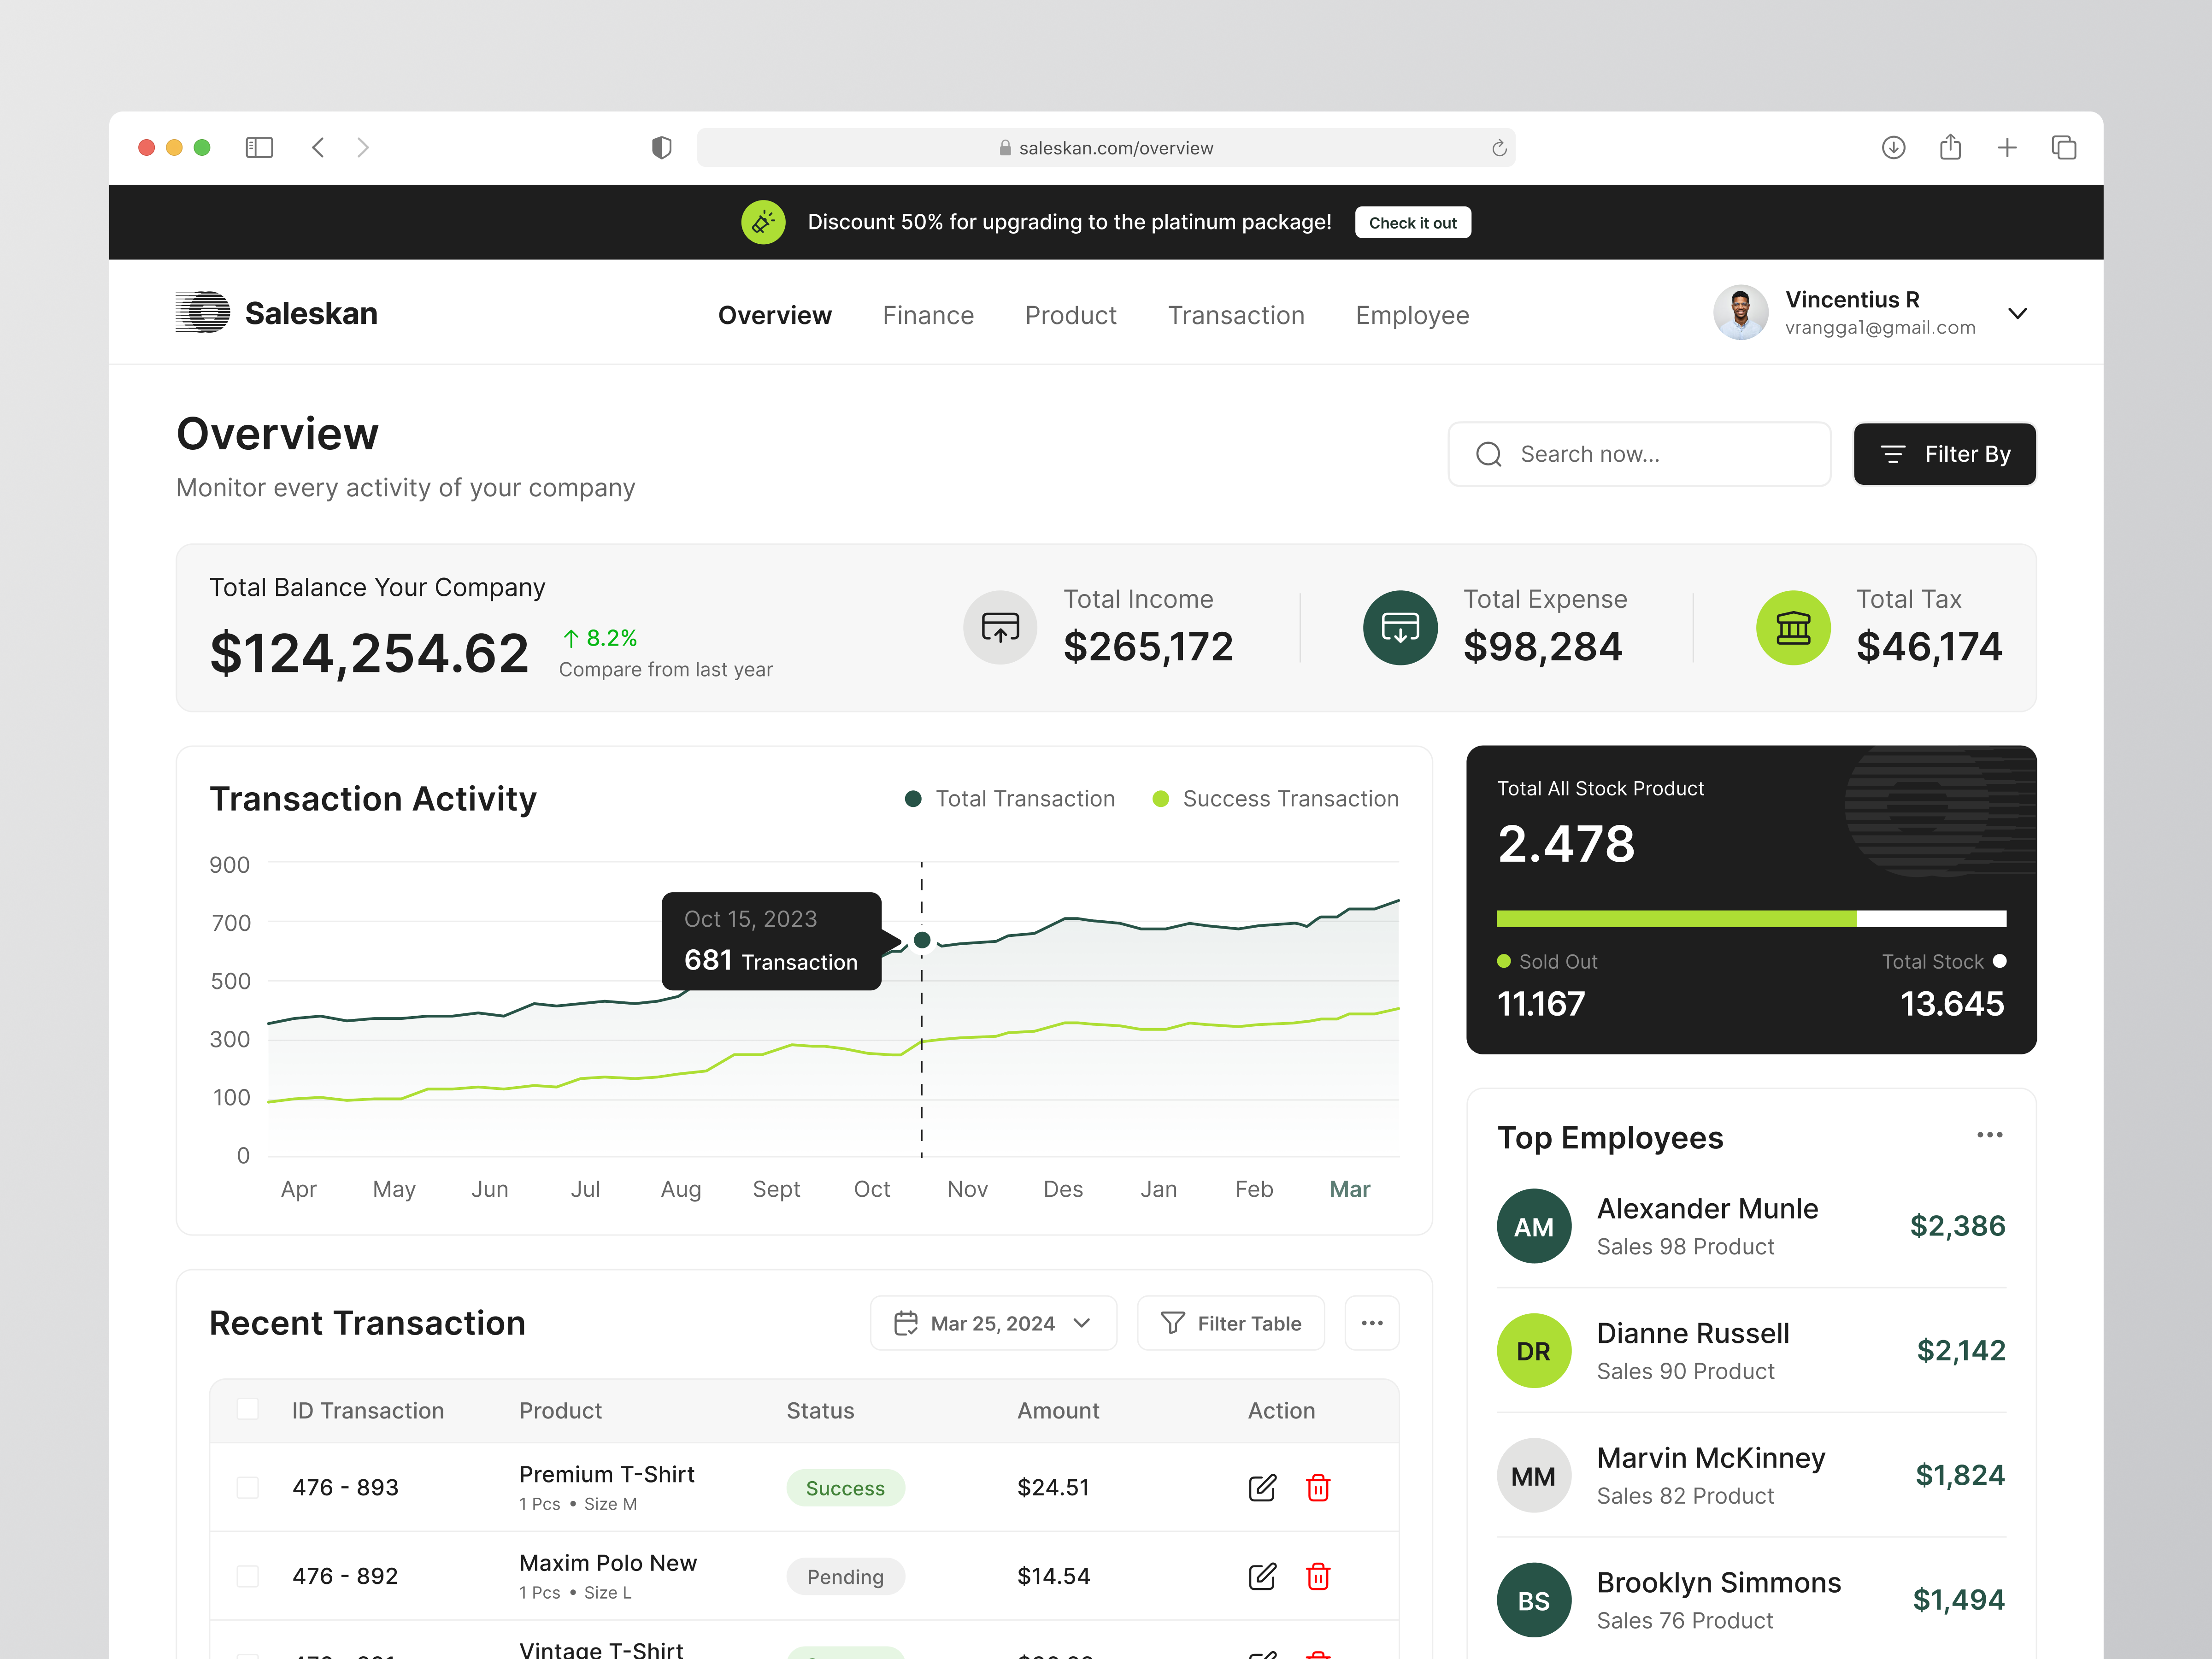 saleskan.com/overview
Discount 50% for upgrading to the platinum package!
Check it out
Saleskan
Overview
Finance
Product
Transaction
Employee
Vincentius R
vrangga1@gmail.com
Overview
Monitor every activity of your company
Search now...
Filter By
Total Balance Your Company
$124,254.62
8.2%
Compare from last year
Total Income
$265,172
Total Expense
$98,284
Total Tax
$46,174
Transaction Activity
Total Transaction
Success Transaction
900
700
500
300
100
0
Oct 15, 2023
681 Transaction
Apr
May
Jun
Jul
Aug
Sept
Oct
Nov
Des
Jan
Feb
Mar
Total All Stock Product
2.478
Sold Out
Total Stock
11.167
13.645
Top Employees
AM
Alexander Munle
Sales 98 Product
$2,386
DR
Dianne Russell
Sales 90 Product
$2,142
MM
Marvin McKinney
Sales 82 Product
$1,824
BS
Brooklyn Simmons
Sales 76 Product
$1,494
Recent Transaction
Mar 25, 2024
Filter Table
ID Transaction
Product
Status
Amount
Action
476 - 893
Premium T-Shirt
1 Pcs • Size M
Success
$24.51
476 - 892
Maxim Polo New
1 Pcs • Size L
Pending
$14.54
Vintage T-Shirt